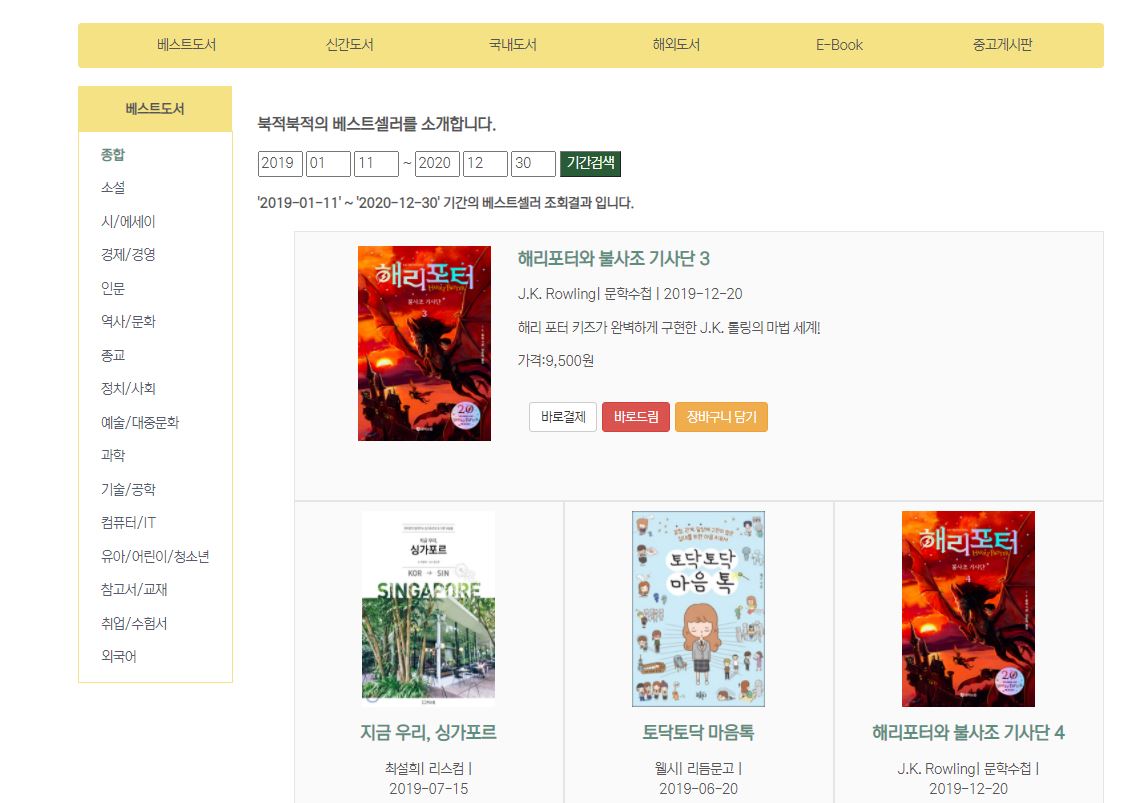 베스트도서 신간도서 국내도서 해외도서 E-Book 중고게시판
베스트도서
종합
소설
시/에세이
경제/경영
인문
역사/문화
종교
정치/사회
예술/대중문화
과학
기술/공학
컴퓨터/IT
유아/어린이/청소년
참고서/교재
취업/수험서
외국어
북적북적의 베스트셀러를 소개합니다.
2019 01 11 ~ 2020 12 30 기간검색
'2019-01-11' ~ '2020-12-30' 기간의 베스트셀러 조회결과 입니다.
해리포터
불사조 기사단
3
해리포터와 불사조 기사단 3
J.K. Rowling| 문학수첩 | 2019-12-20
해리 포터 키즈가 완벽하게 구현한 J.K. 롤링의 마법 세계!
가격:9,500원
바로결제 바로드림 장바구니 담기
지금 우리,
싱가포르
KOR → SIN
SINGAPORE
지금 우리, 싱가포르
최설희| 리스컴 |
2019-07-15
토닥토닥
마음 톡
토닥토닥 마음톡
웰시| 리듬문고 |
2019-06-20
해리포터
불사조 기사단
4
해리포터와 불사조 기사단 4
J.K. Rowling| 문학수첩 |
2019-12-20